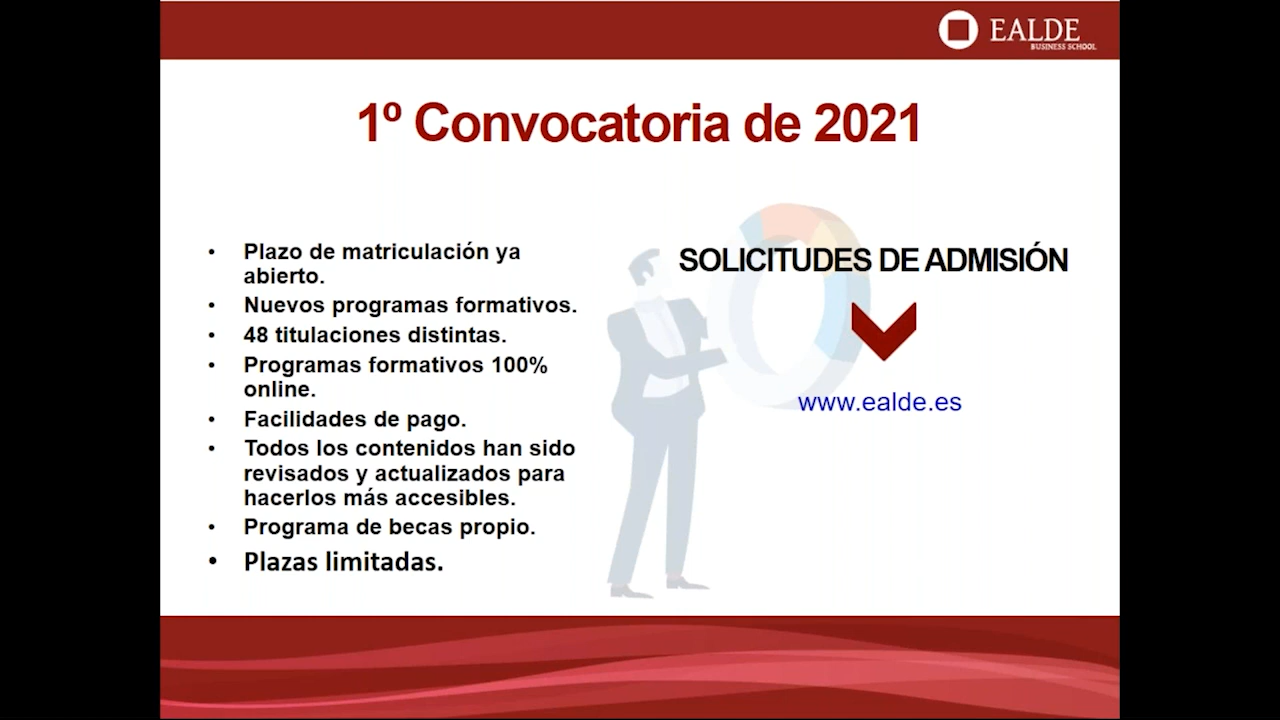 EALDE
BUSINESS SCHOOL
1º Convocatoria de 2021
• Plazo de matriculación ya
abierto.
• Nuevos programas formativos.
• 48 titulaciones distintas.
• Programas formativos 100%
online.
• Facilidades de pago.
• Todos los contenidos han sido
revisados y actualizados para
hacerlos más accesibles.
• Programa de becas propio.
• Plazas limitadas.
SOLICITUDES DE ADMISIÓN
www.ealde.es